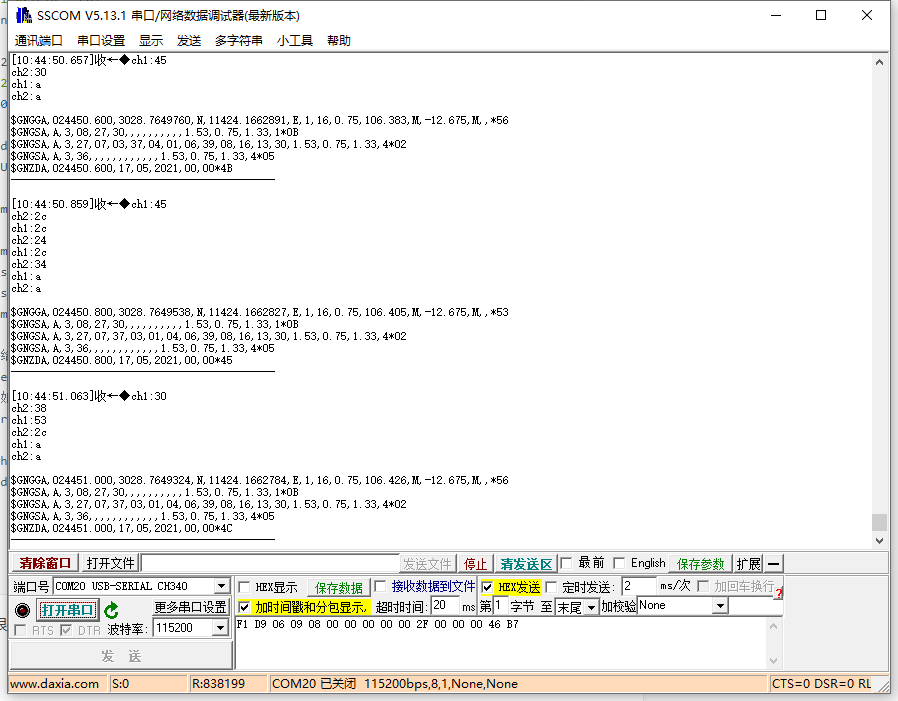 SSCOM V5.13.1 串口/网络数据调试器(最新版本)
通讯端口 串口设置 显示 发送 多字符串 小工具 帮助
[10:44:50.657]收←◆ch1:45
ch2:30
ch1:a
ch2:a
$GNGGA,024450.600,3028.7649760,N,11424.1662891,E,1,16,0.75,106.383,M,-12.675,M,,*56
$GNGSA,A,3,08,27,30,,,,,,,,,,1.53,0.75,1.33,1*0B
$GNGSA,A,3,27,07,03,37,04,01,06,39,08,16,13,30,1.53,0.75,1.33,4*02
$GNGSA,A,3,36,,,,,,,,,,,,1.53,0.75,1.33,4*05
$GNZDA,024450.600,17,05,2021,00,00*4B
[10:44:50.859]收←◆ch1:45
ch2:2c
ch1:2c
ch2:24
ch1:2c
ch2:34
ch1:a
ch2:a
$GNGGA,024450.800,3028.7649538,N,11424.1662827,E,1,16,0.75,106.405,M,-12.675,M,,*53
$GNGSA,A,3,08,27,30,,,,,,,,,,1.53,0.75,1.33,1*0B
$GNGSA,A,3,27,07,37,03,01,04,06,39,08,16,13,30,1.53,0.75,1.33,4*02
$GNGSA,A,3,36,,,,,,,,,,,,1.53,0.75,1.33,4*05
$GNZDA,024450.800,17,05,2021,00,00*45
[10:44:51.063]收←◆ch1:30
ch2:38
ch1:53
ch2:2c
ch1:a
ch2:a
$GNGGA,024451.000,3028.7649324,N,11424.1662784,E,1,16,0.75,106.426,M,-12.675,M,,*56
$GNGSA,A,3,08,27,30,,,,,,,,,,1.53,0.75,1.33,1*0B
$GNGSA,A,3,27,07,37,03,01,04,06,39,08,16,13,30,1.53,0.75,1.33,4*02
$GNGSA,A,3,36,,,,,,,,,,,,1.53,0.75,1.33,4*05
$GNZDA,024451.000,17,05,2021,00,00*4C
清除窗口 打开文件 发送文件 停止 清发送区 最前 English 保存参数 扩展 —
端口号 COM20 USB-SERIAL CH340 HEX显示 保存数据 接收数据到文件 HEX发送 定时发送: 2 ms/次 加回车换行
打开串口 更多串口设置 加时间戳和分包显示, 超时时间: 20 ms 第 1 字节 至 末尾 加校验 None
RTS DTR 波特率: 115200
F1 D9 06 09 08 00 00 00 00 00 2F 00 00 00 46 B7
发 送
www.daxia.com S:0 R:838199 COM20 已关闭 115200bps,8,1,None,None CTS=0 DSR=0 RL